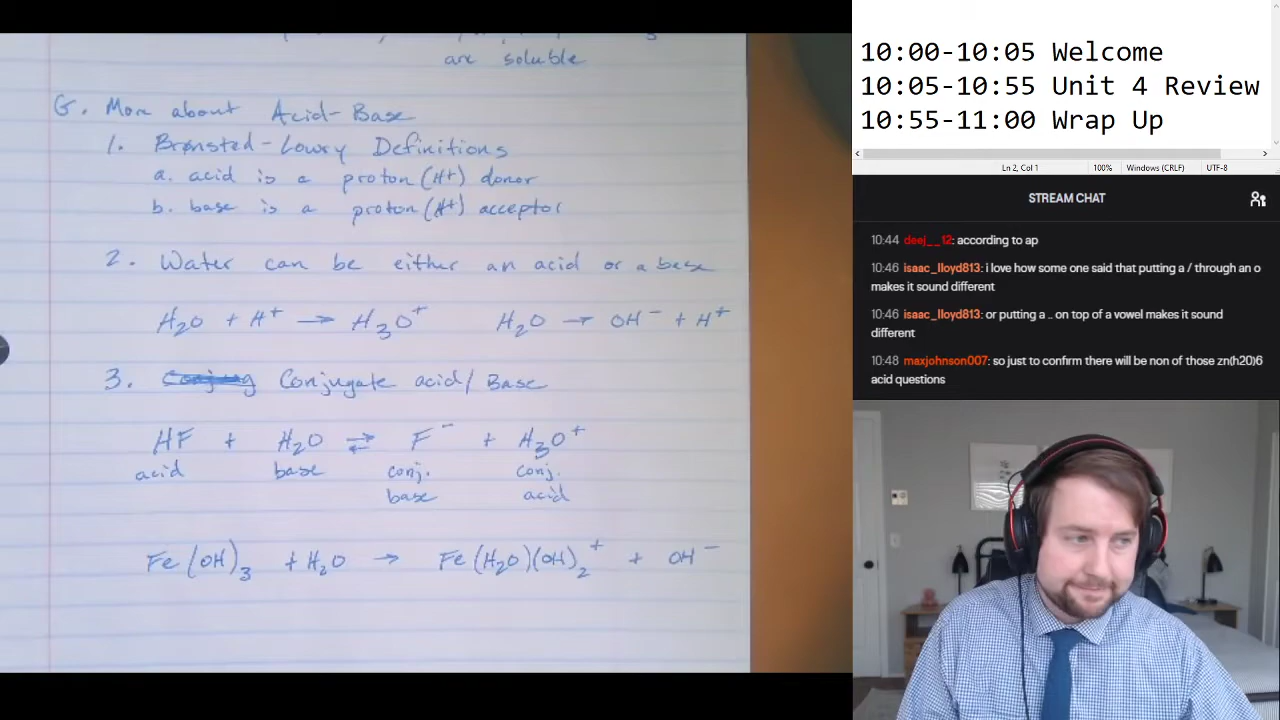 are soluble
G. More about Acid-Base
1. Brønsted-Lowry Definitions
a. acid is a proton (H+) donor
b. base is a proton (H+) acceptor
2. Water can be either an acid or a base
H₂O + H⁺ → H₃O⁺ H₂O → OH⁻ + H⁺
3. Conjugate acid/Base
HF + H₂O ⇌ F⁻ + H₃O⁺
acid base conj. conj.
base acid
Fe(OH)₃ + H₂O → Fe(H₂O)(OH)₂⁺ + OH⁻
10:00-10:05 Welcome
10:05-10:55 Unit 4 Review
10:55-11:00 Wrap Up
Ln 2, Col 1 100% Windows (CRLF) UTF-8
STREAM CHAT
10:44 deej__12: according to ap
10:46 isaac_lloyd813: i love how some one said that putting a / through an o
makes it sound different
10:46 isaac_lloyd813: or putting a .. on top of a vowel makes it sound
different
10:48 maxjohnson007: so just to confirm there will be non of those zn(h20)6
acid questions